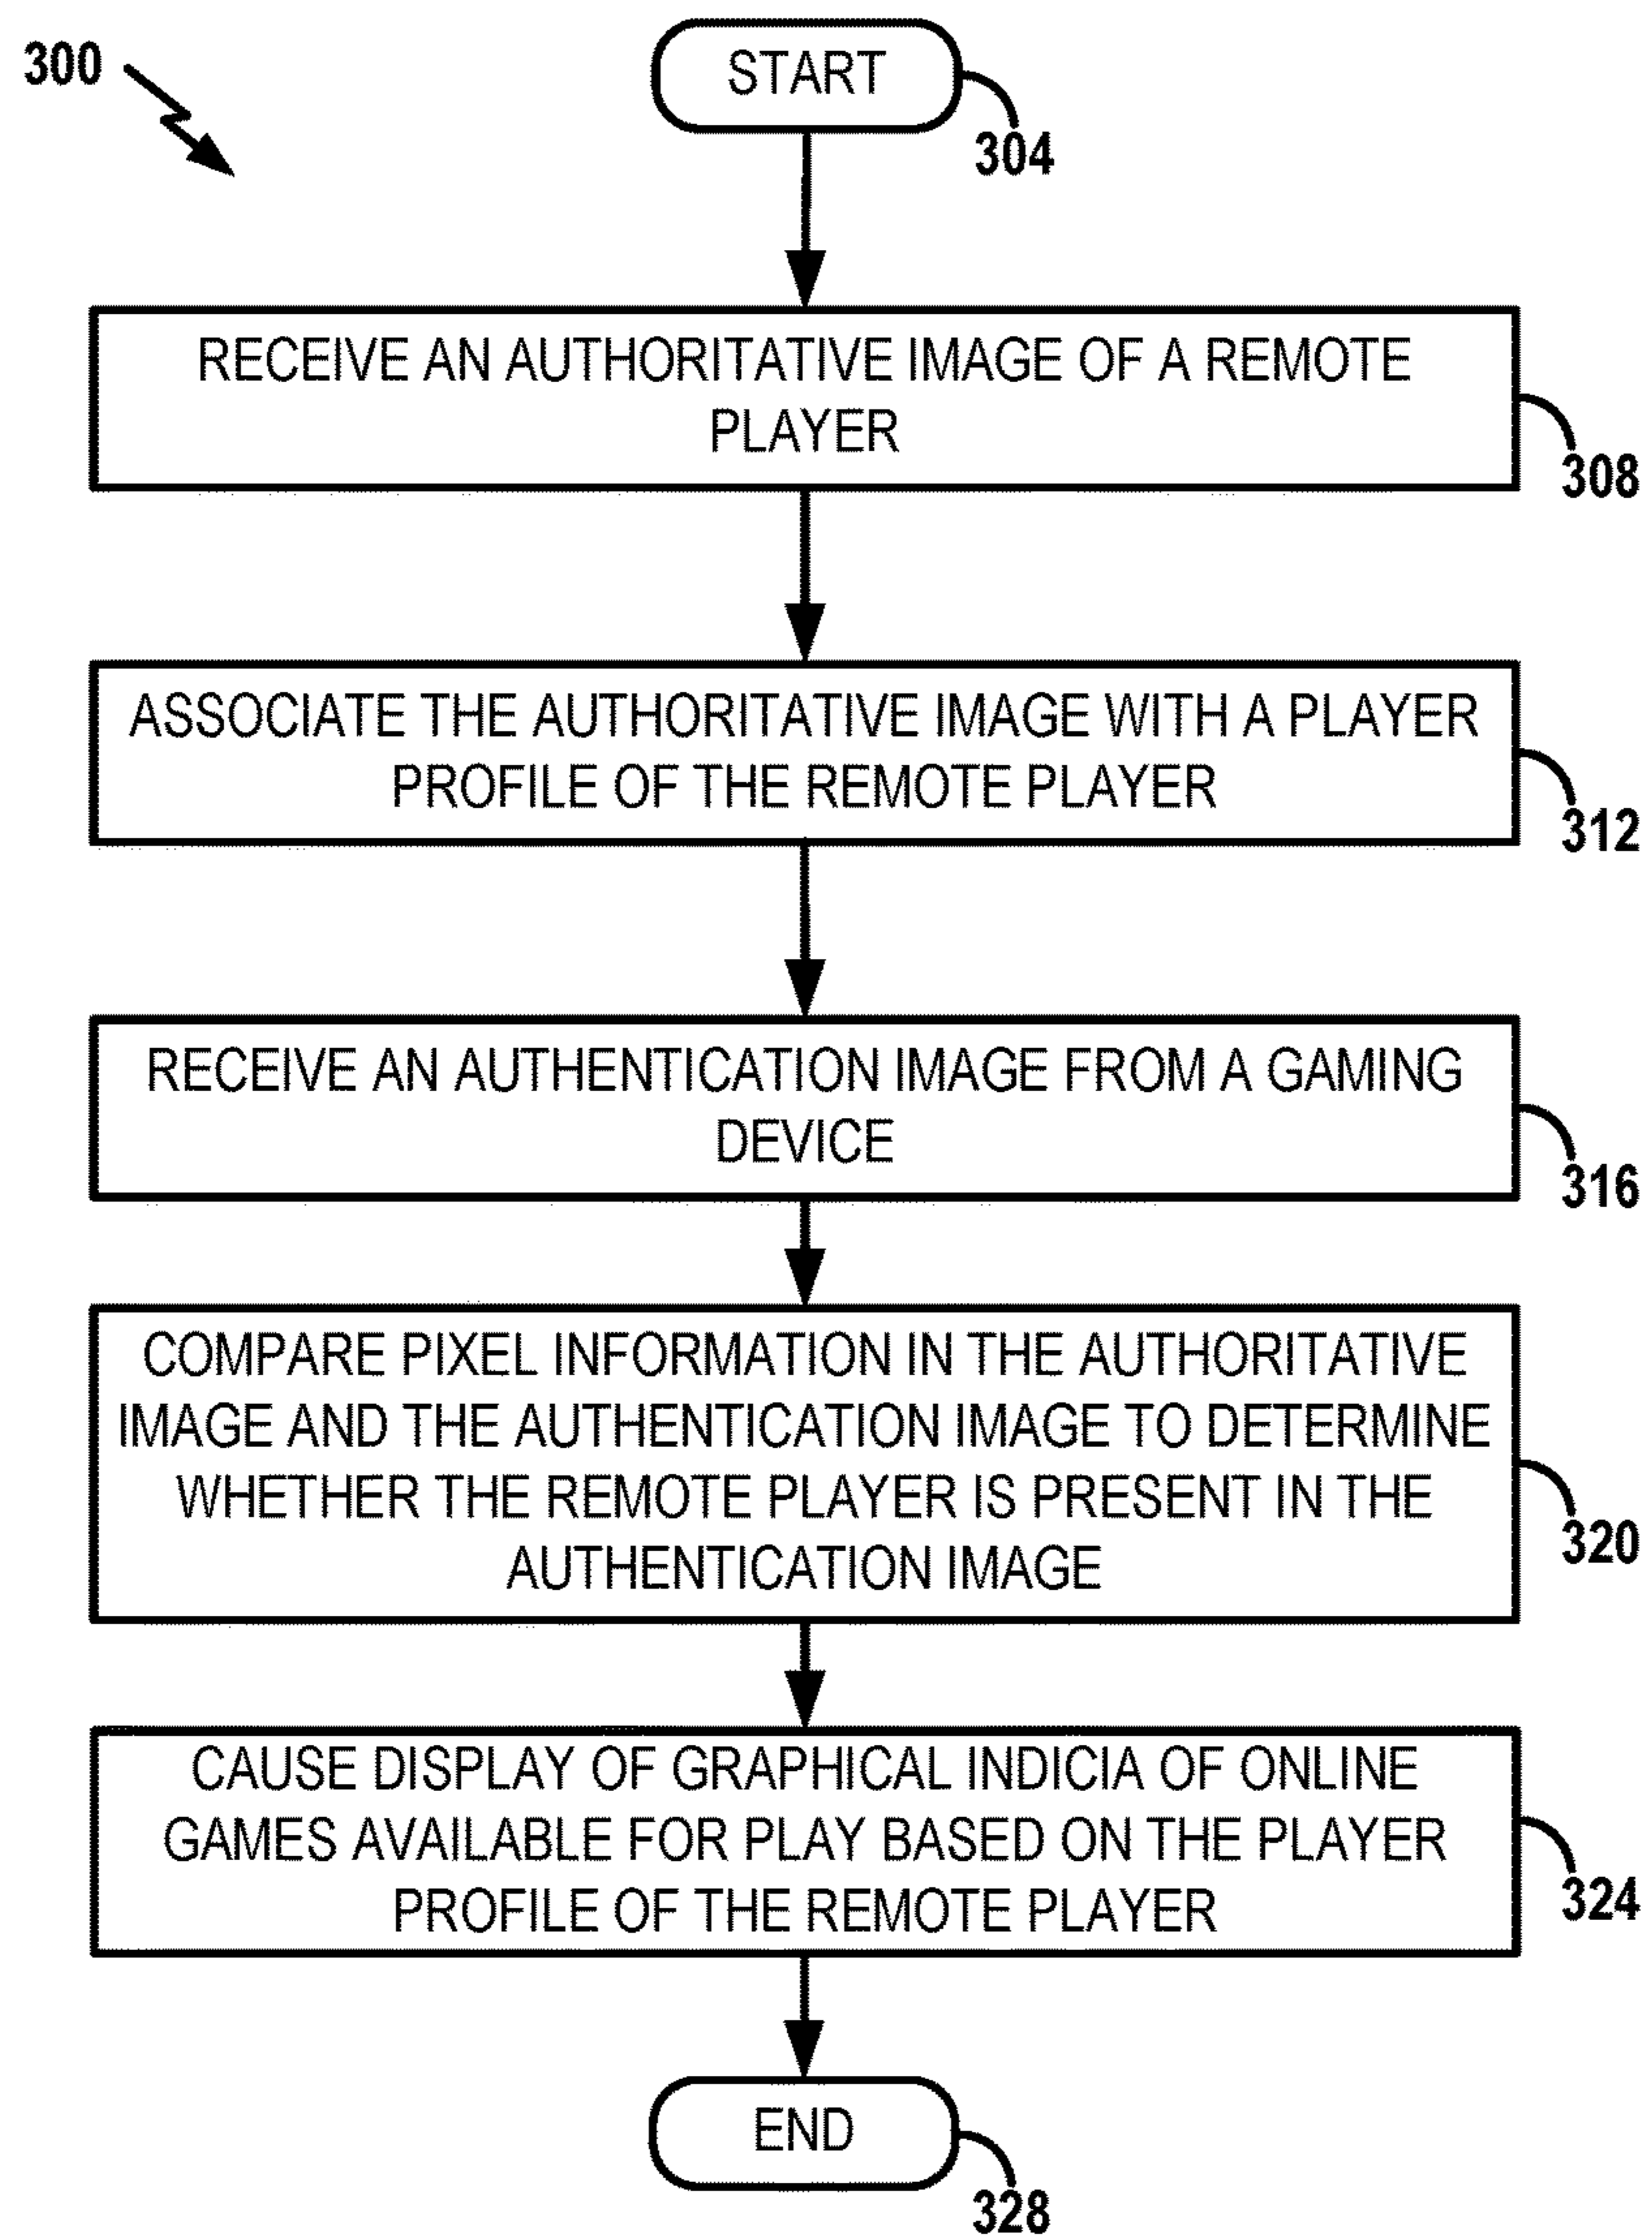 300
START
304
RECEIVE AN AUTHORITATIVE IMAGE OF A REMOTE
PLAYER
308
ASSOCIATE THE AUTHORITATIVE IMAGE WITH A PLAYER
PROFILE OF THE REMOTE PLAYER
312
RECEIVE AN AUTHENTICATION IMAGE FROM A GAMING
DEVICE
316
COMPARE PIXEL INFORMATION IN THE AUTHORITATIVE
IMAGE AND THE AUTHENTICATION IMAGE TO DETERMINE
WHETHER THE REMOTE PLAYER IS PRESENT IN THE
AUTHENTICATION IMAGE
320
CAUSE DISPLAY OF GRAPHICAL INDICIA OF ONLINE
GAMES AVAILABLE FOR PLAY BASED ON THE PLAYER
PROFILE OF THE REMOTE PLAYER
324
END
328